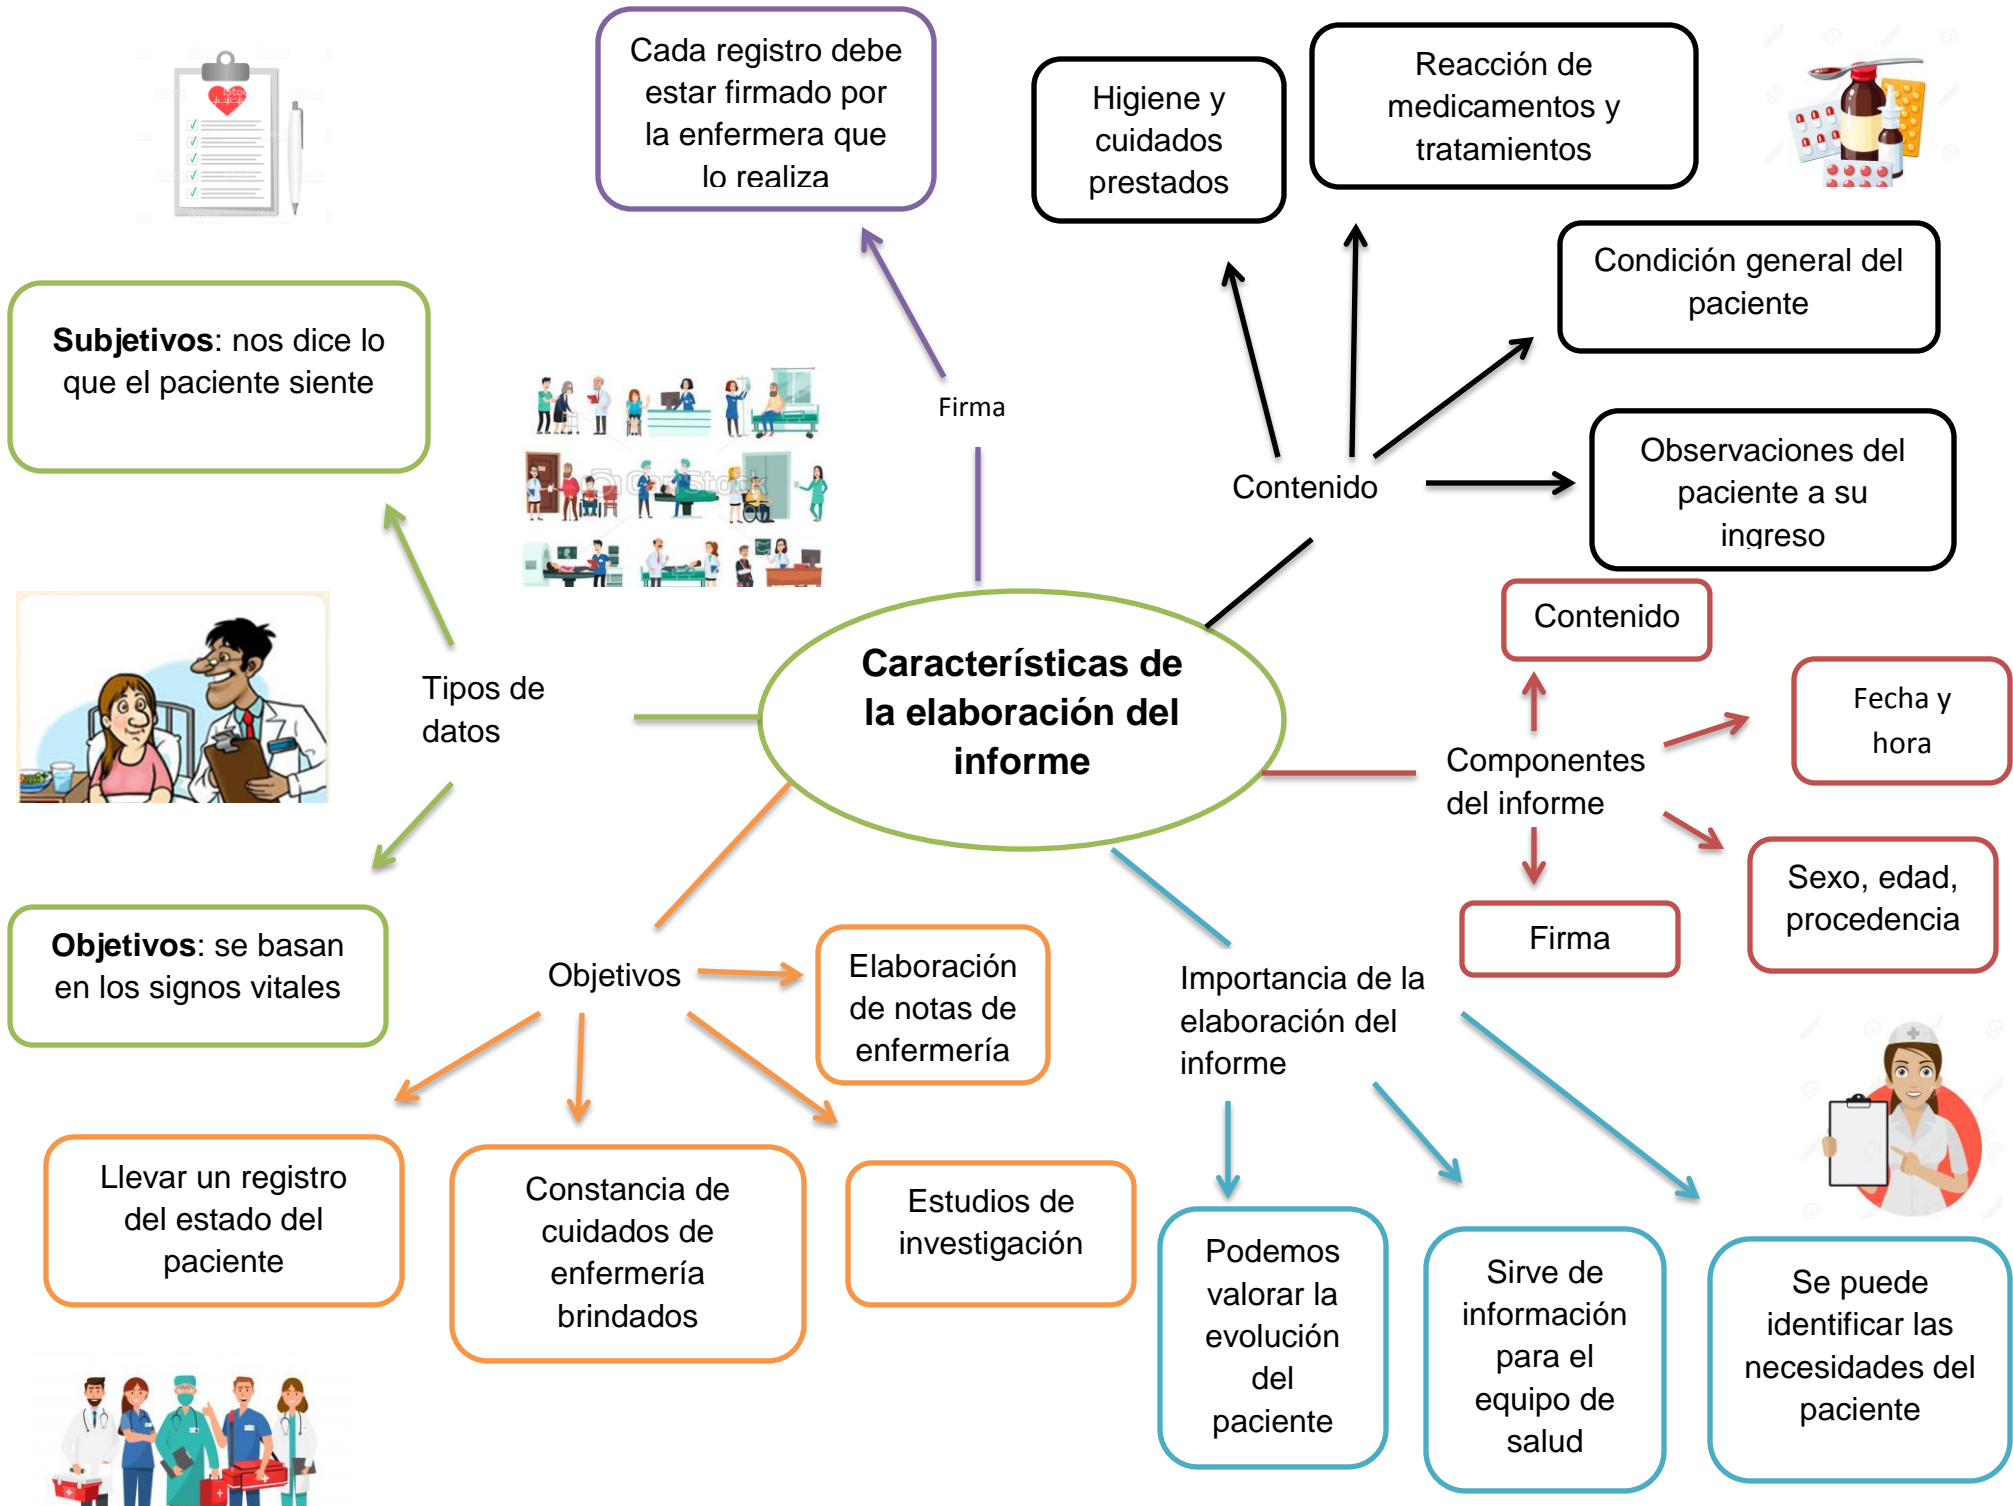 Cada registro debe
estar firmado por
la enfermera que
lo realiza
Higiene y
cuidados
prestados
Reacción de
medicamentos y
tratamientos
Condición general del
paciente
Observaciones del
paciente a su
ingreso
Subjetivos: nos dice lo
que el paciente siente
Firma
Contenido
Tipos de
datos
Características de
la elaboración del
informe
Contenido
Fecha y
hora
Componentes
del informe
Sexo, edad,
procedencia
Firma
Objetivos: se basan
en los signos vitales
Objetivos
Elaboración
de notas de
enfermería
Importancia de la
elaboración del
informe
Llevar un registro
del estado del
paciente
Constancia de
cuidados de
enfermería
brindados
Estudios de
investigación
Podemos
valorar la
evolución
del
paciente
Sirve de
información
para el
equipo de
salud
Se puede
identificar las
necesidades del
paciente